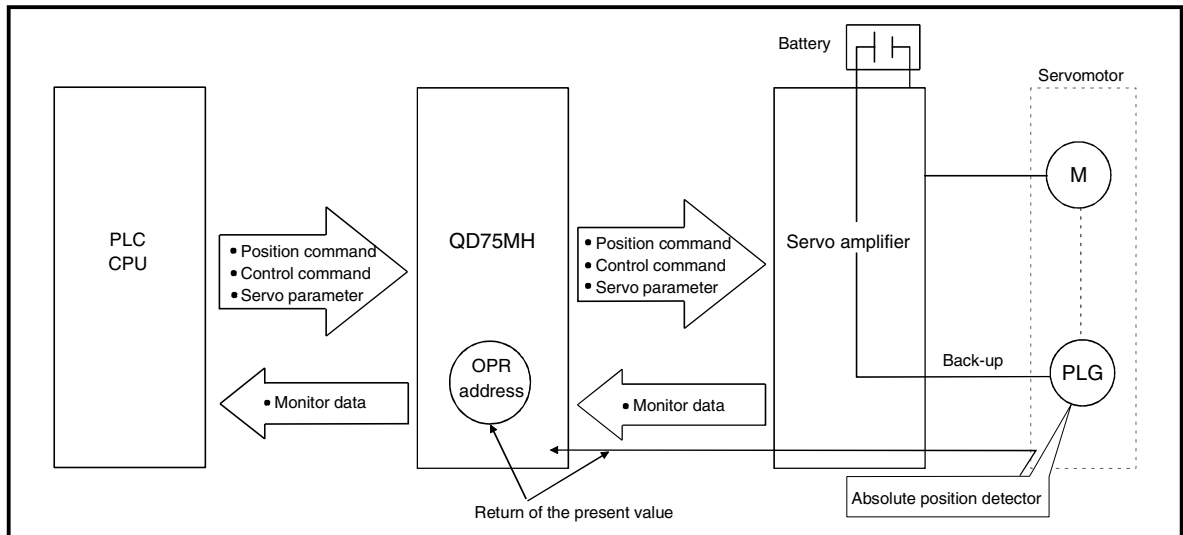 Battery
Servomotor
M
PLC
CPU
• Position command
• Control command
• Servo parameter
QD75MH
• Position command
• Control command
• Servo parameter
Servo amplifier
OPR
address
Back-up
PLG
• Monitor data
• Monitor data
Absolute position detector
Return of the present value